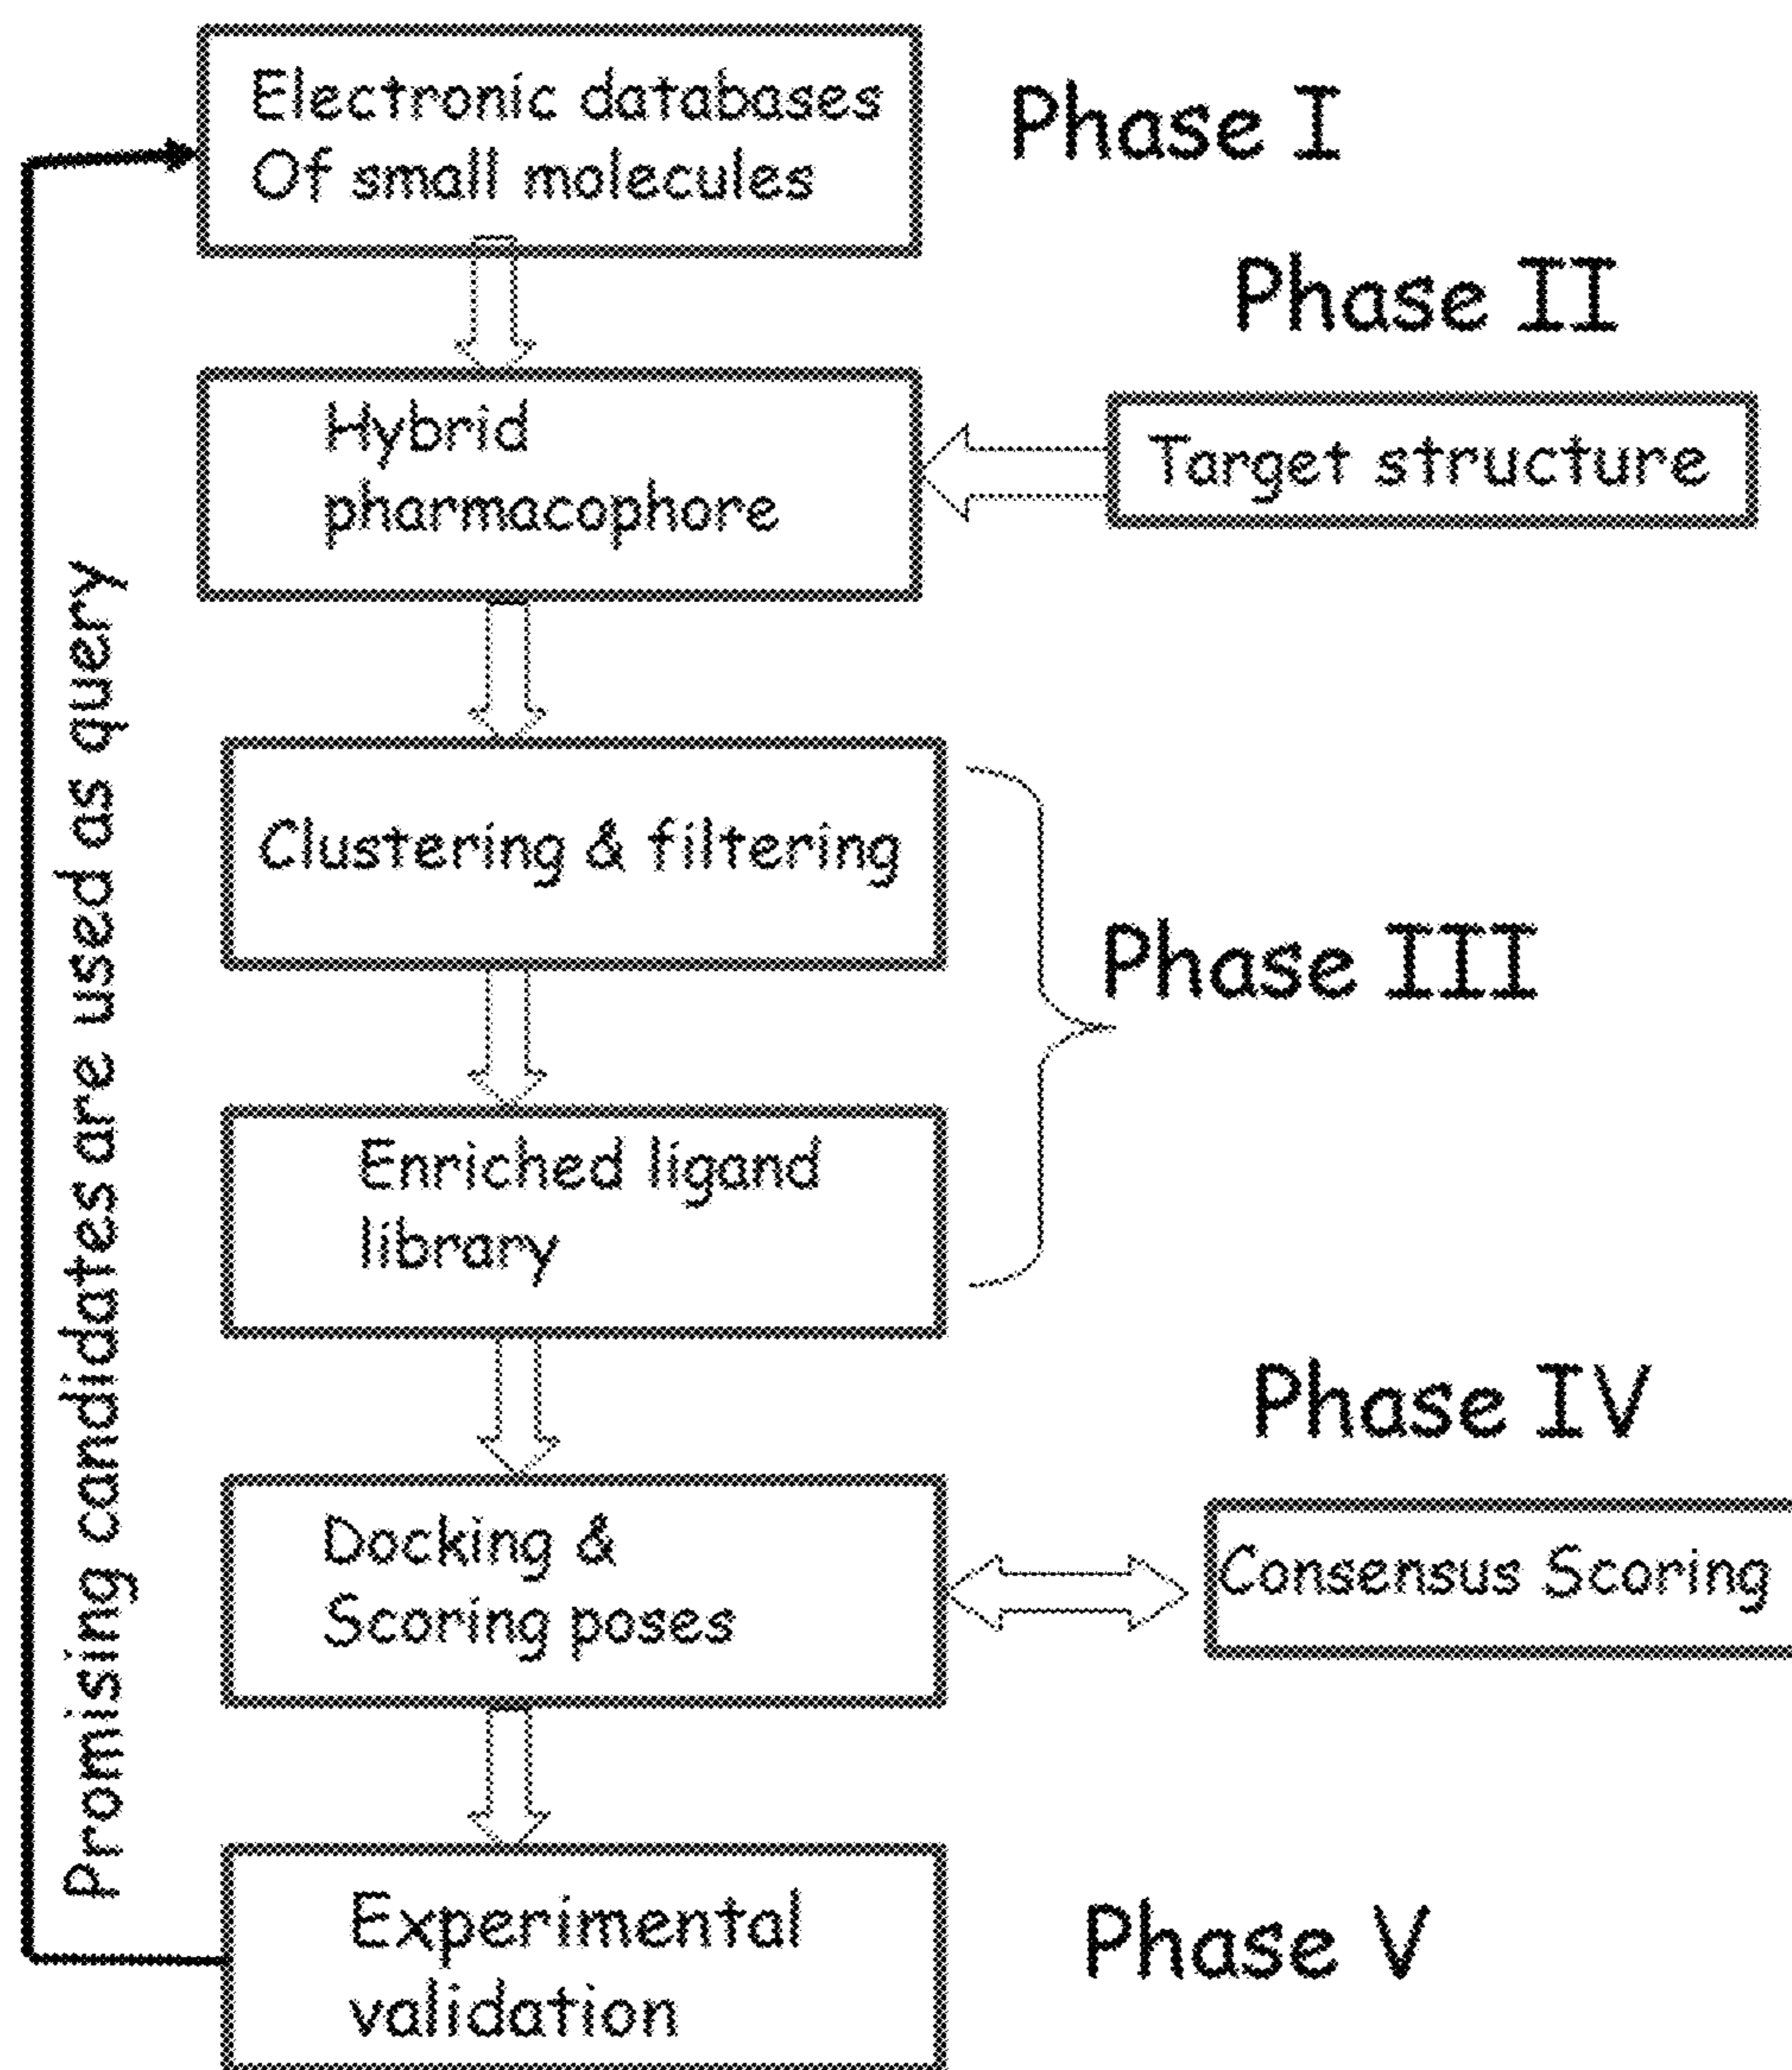 Electronic databases
Of small molecules
Phase I
Phase II
Hybrid
pharmacophore
Target structure
Clustering & filtering
Phase III
Enriched ligand
library
Phase IV
Docking &
Scoring poses
Consensus Scoring
Experimental
validation
Phase V
Promising candidates are used as query